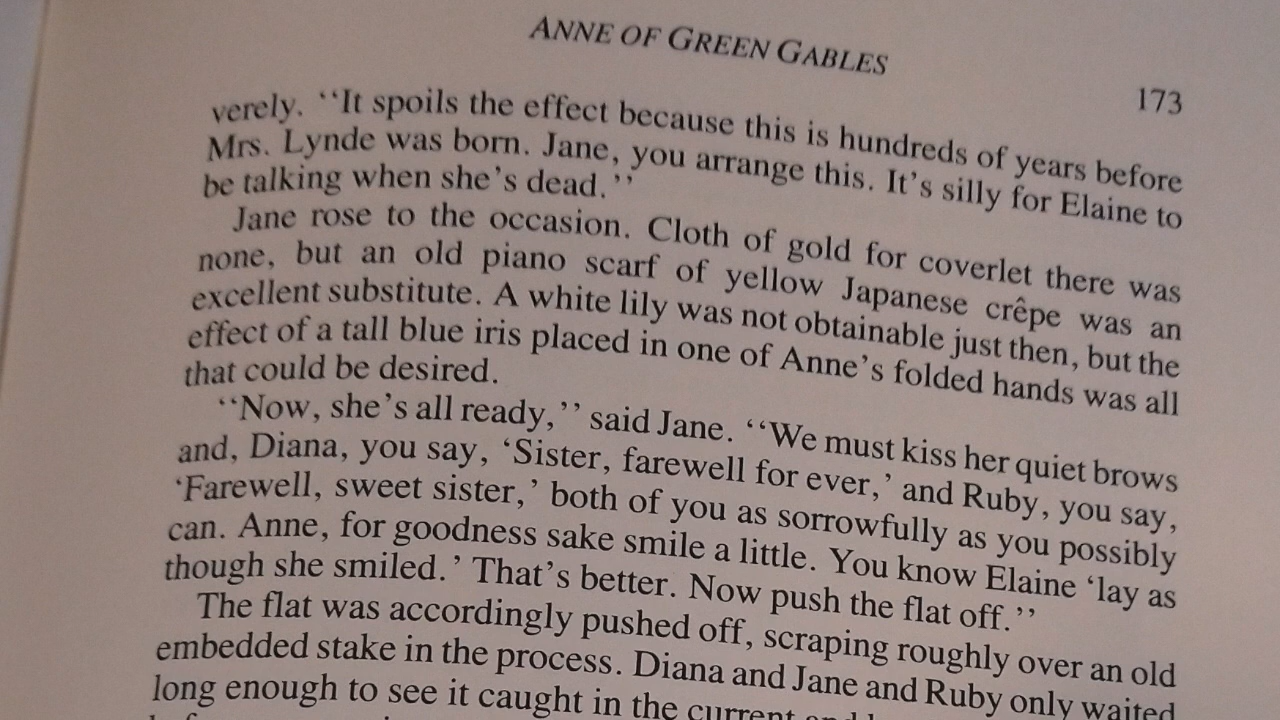 ANNE OF GREEN GABLES
173
verely. ‘‘It spoils the effect because this is hundreds of years before
Mrs. Lynde was born. Jane, you arrange this. It’s silly for Elaine to
be talking when she’s dead.’’
Jane rose to the occasion. Cloth of gold for coverlet there was
none, but an old piano scarf of yellow Japanese crêpe was an
excellent substitute. A white lily was not obtainable just then, but the
effect of a tall blue iris placed in one of Anne’s folded hands was all
that could be desired.
‘‘Now, she’s all ready,’’ said Jane. ‘‘We must kiss her quiet brows
and, Diana, you say, ‘Sister, farewell for ever,’ and Ruby, you say,
‘Farewell, sweet sister,’ both of you as sorrowfully as you possibly
can. Anne, for goodness sake smile a little. You know Elaine ‘lay as
though she smiled.’ That’s better. Now push the flat off.’’
The flat was accordingly pushed off, scraping roughly over an old
embedded stake in the process. Diana and Jane and Ruby only waited
long enough to see it caught in the current and